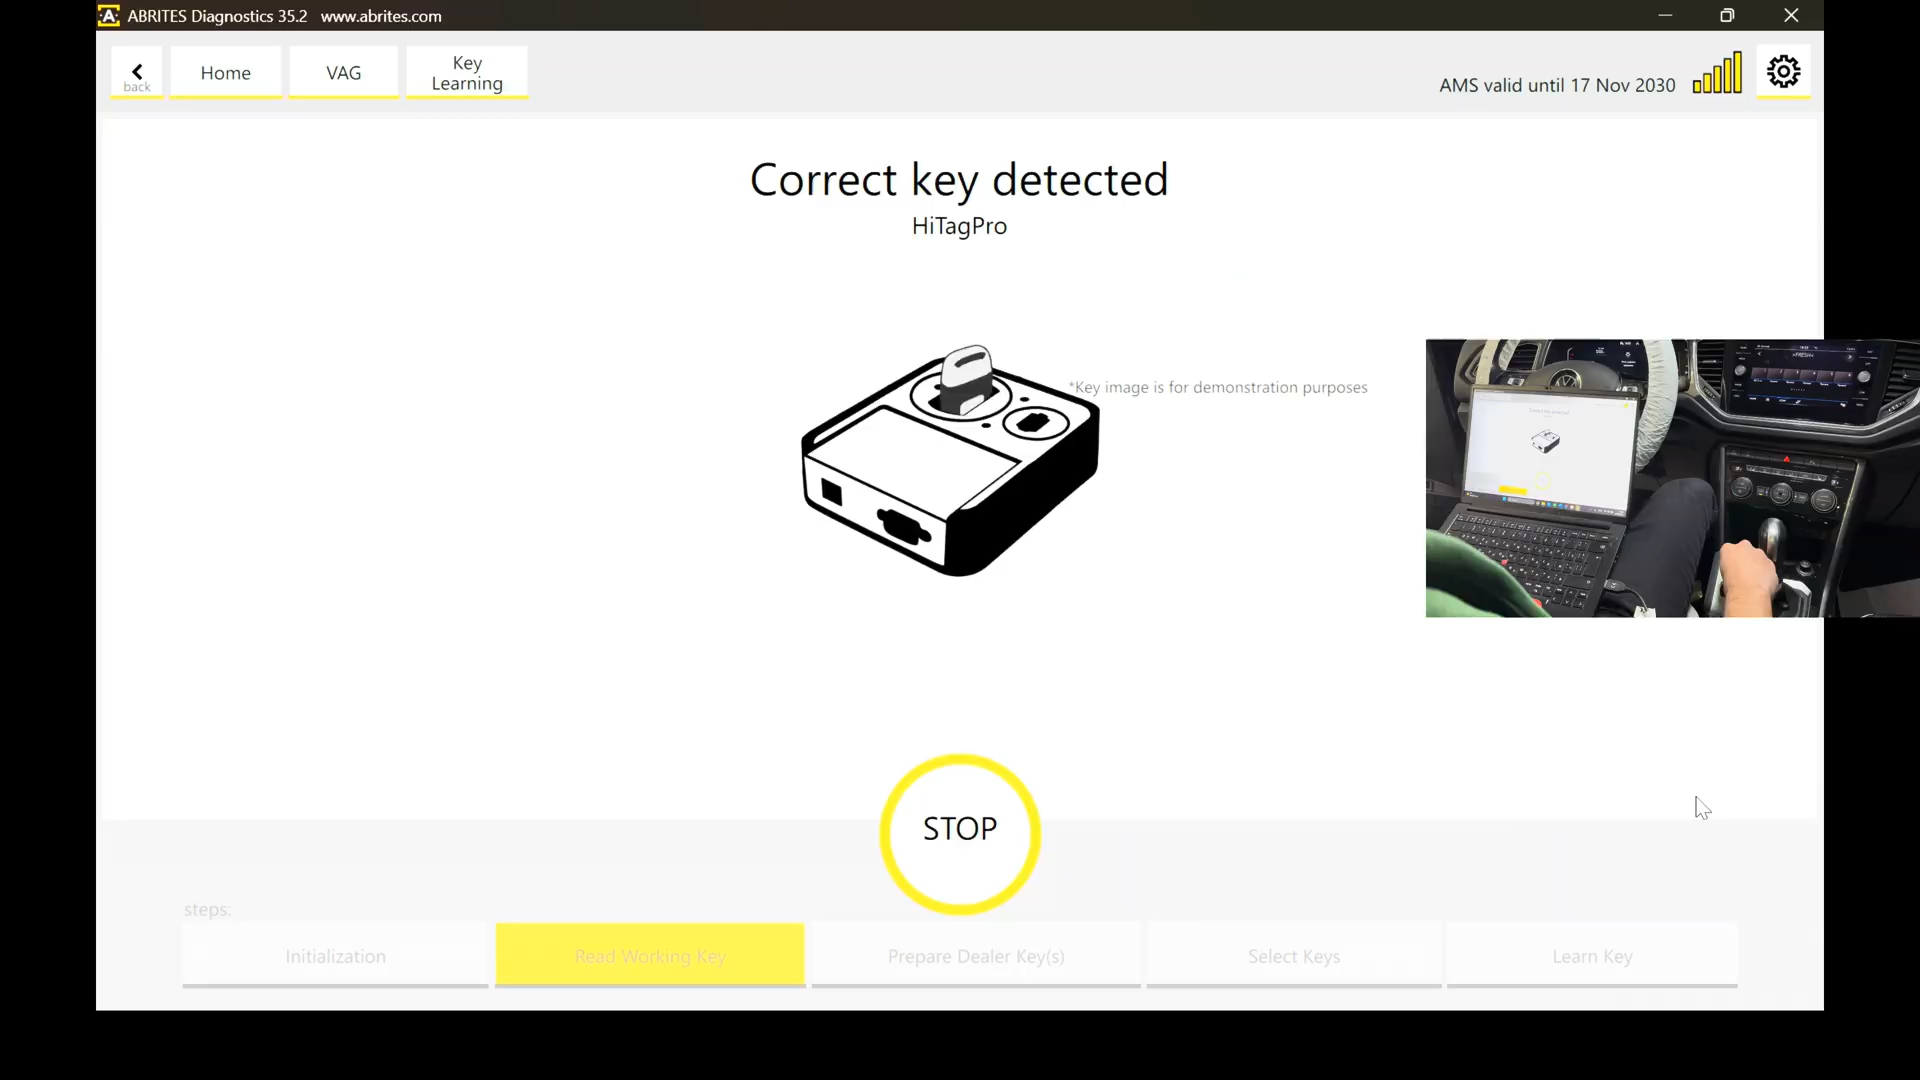 ABRITES Diagnostics 35.2   www.abrites.com
back
Home
VAG
Key
Learning
AMS valid until 17 Nov 2030
Correct key detected
HiTagPro
*Key image is for demonstration purposes
STOP
steps:
Initialization
Read Working Key
Prepare Dealer Key(s)
Select Keys
Learn Key